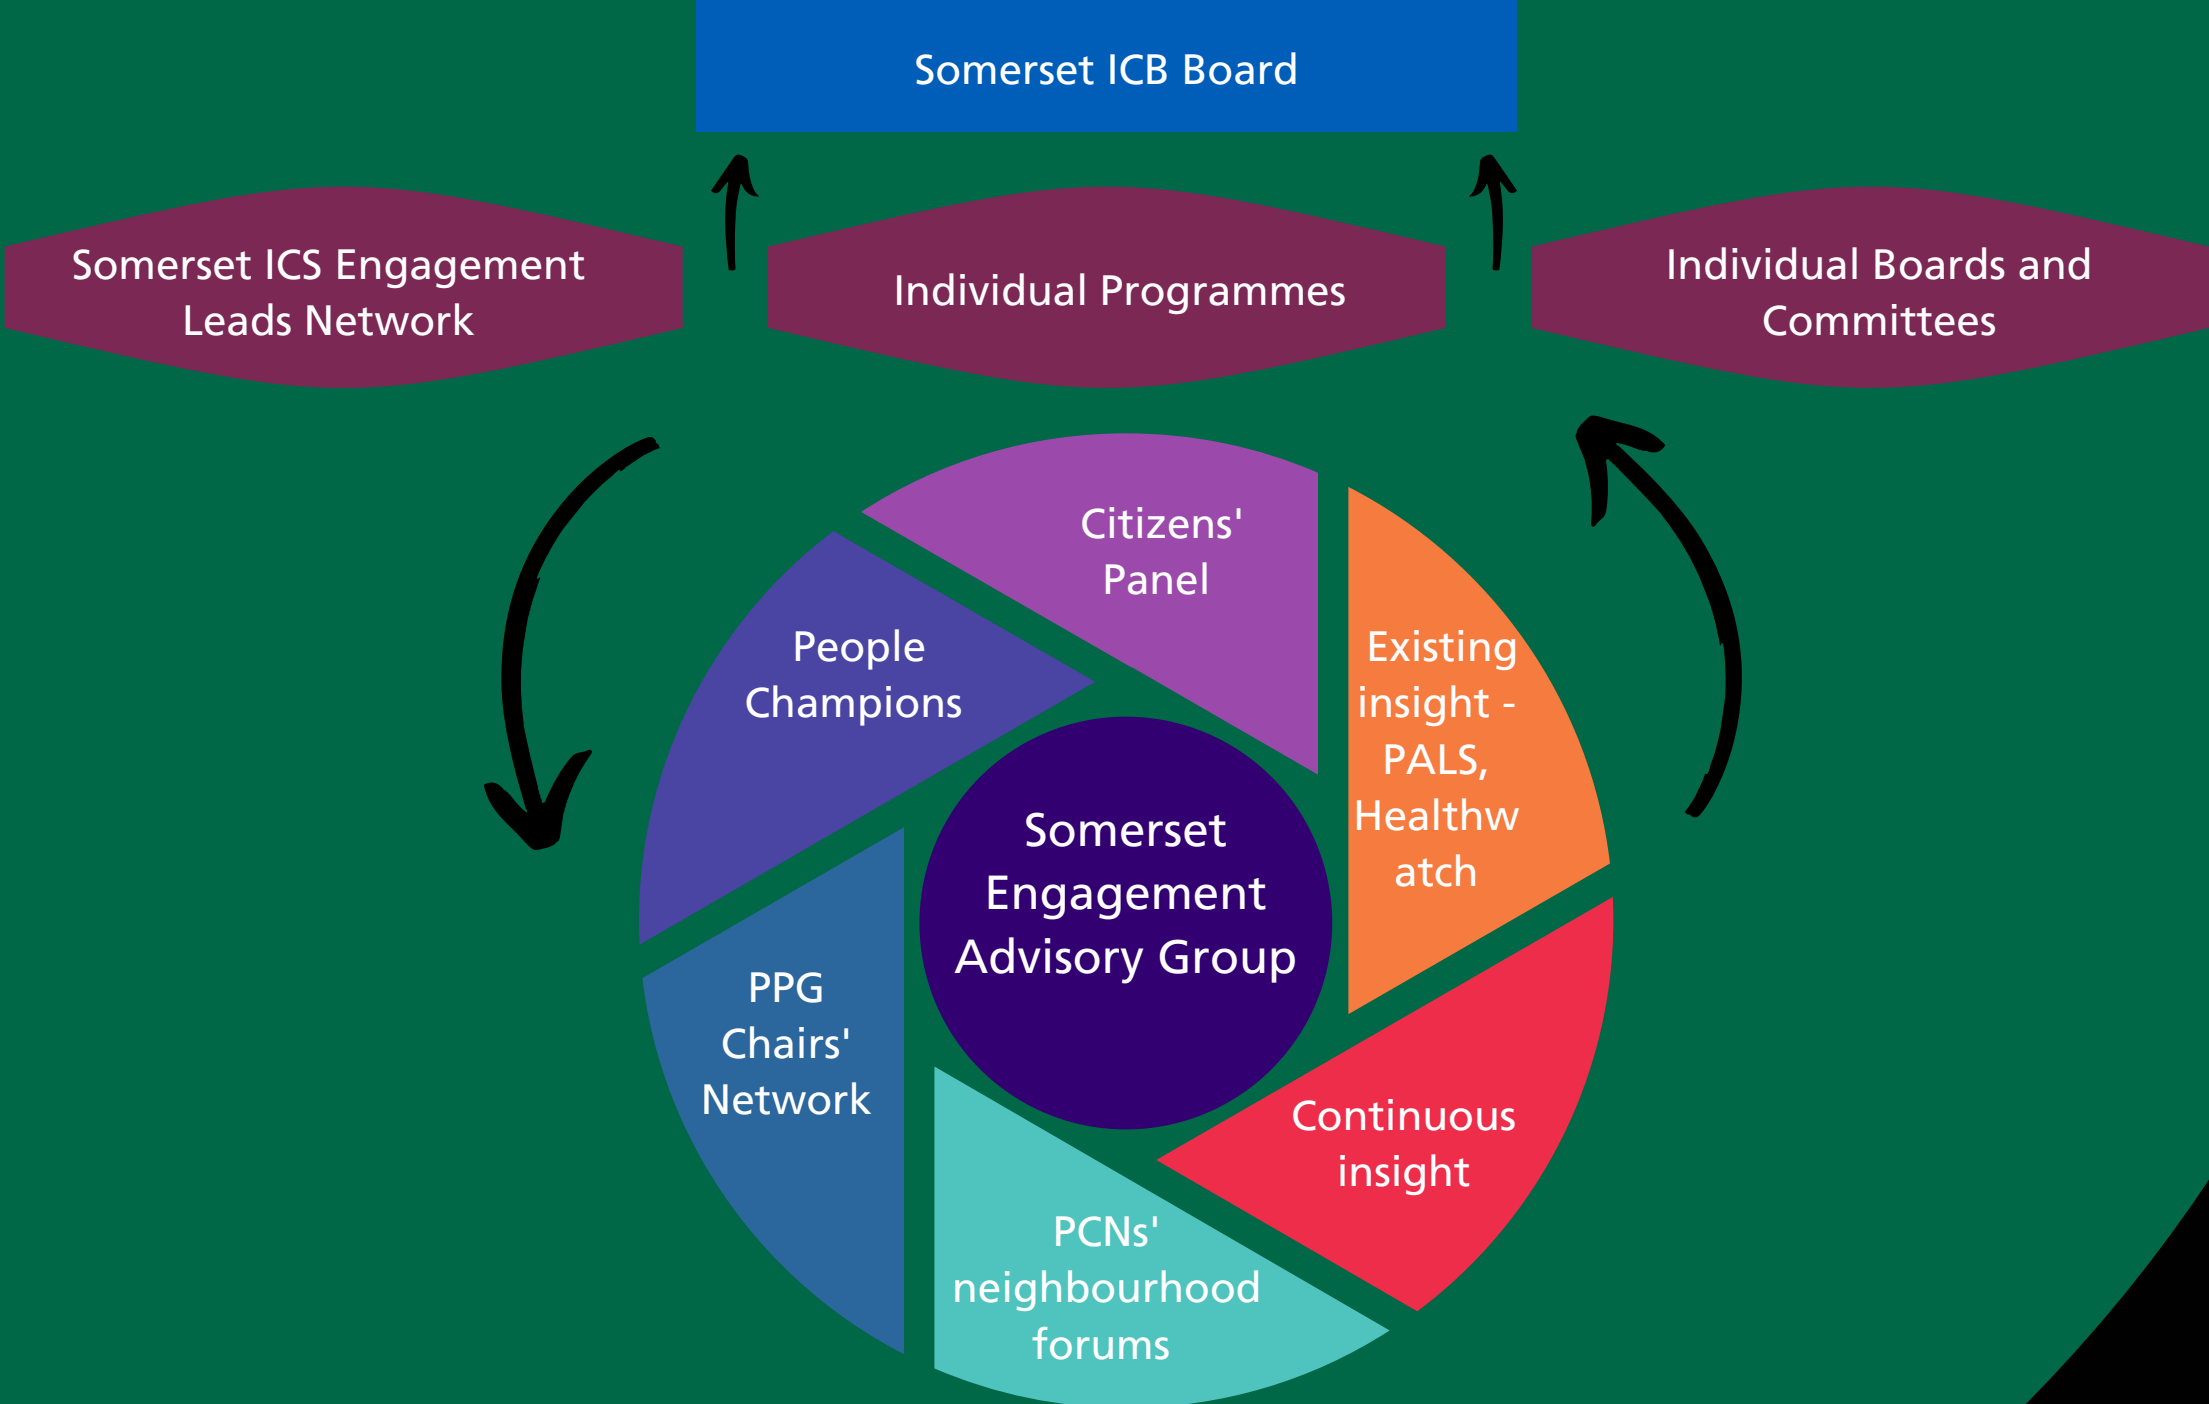 Somerset ICB Board
Somerset ICS Engagement
Leads Network
Individual Programmes
Individual Boards and
Committees
Citizens'
Panel
People
Champions
Existing
insight -
PALS,
Healthw
atch
Somerset
Engagement
Advisory Group
PPG
Chairs'
Network
Continuous
insight
PCNs'
neighbourhood
forums